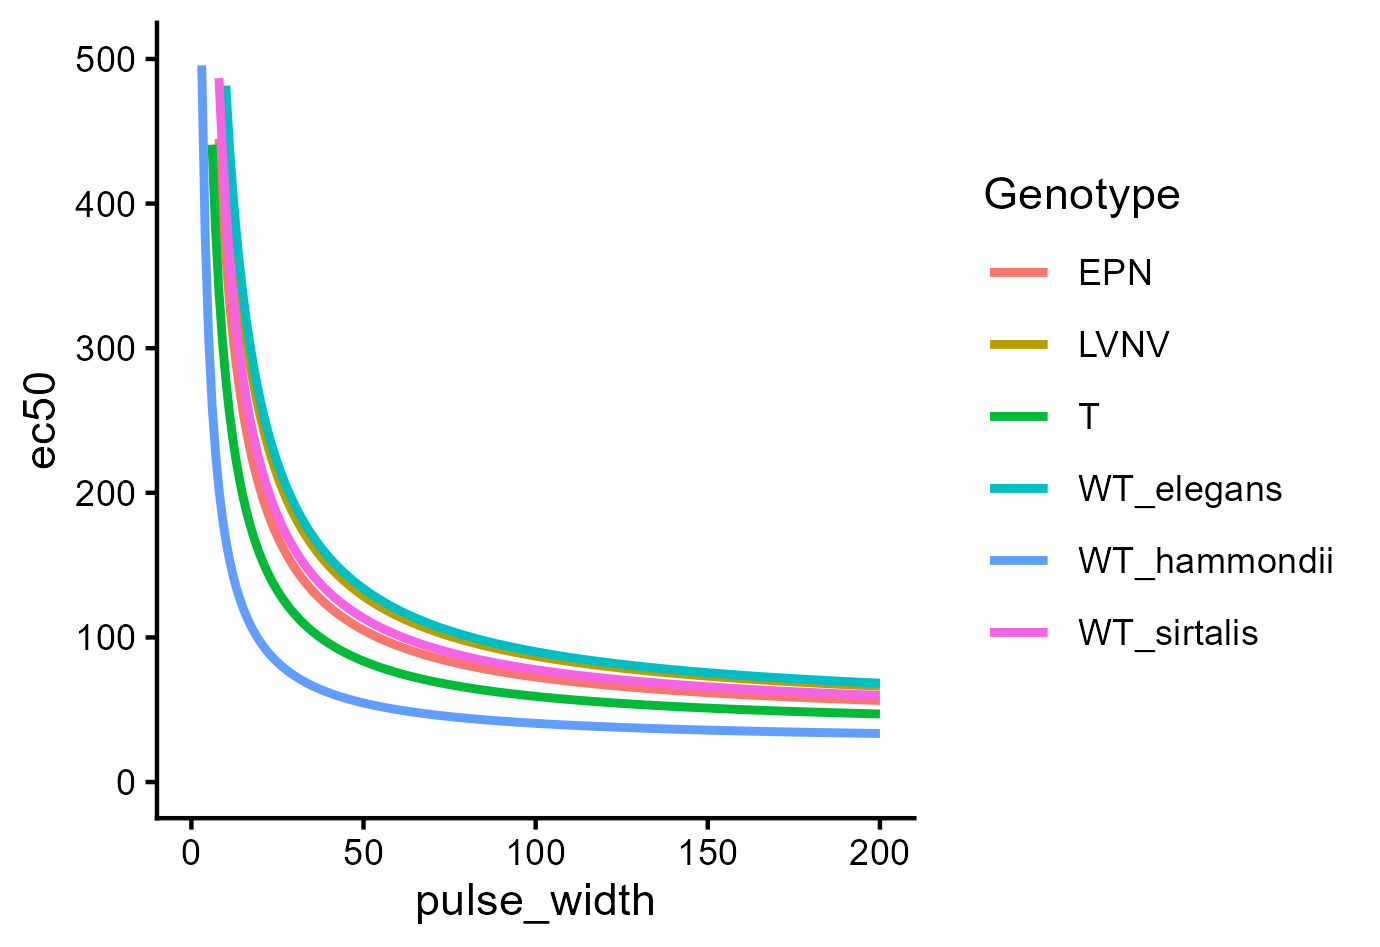 500
400
300
200
100
0
ec50
0 50 100 150 200
pulse_width
Genotype
EPN
LVNV
T
WT_elegans
WT_hammondii
WT_sirtalis